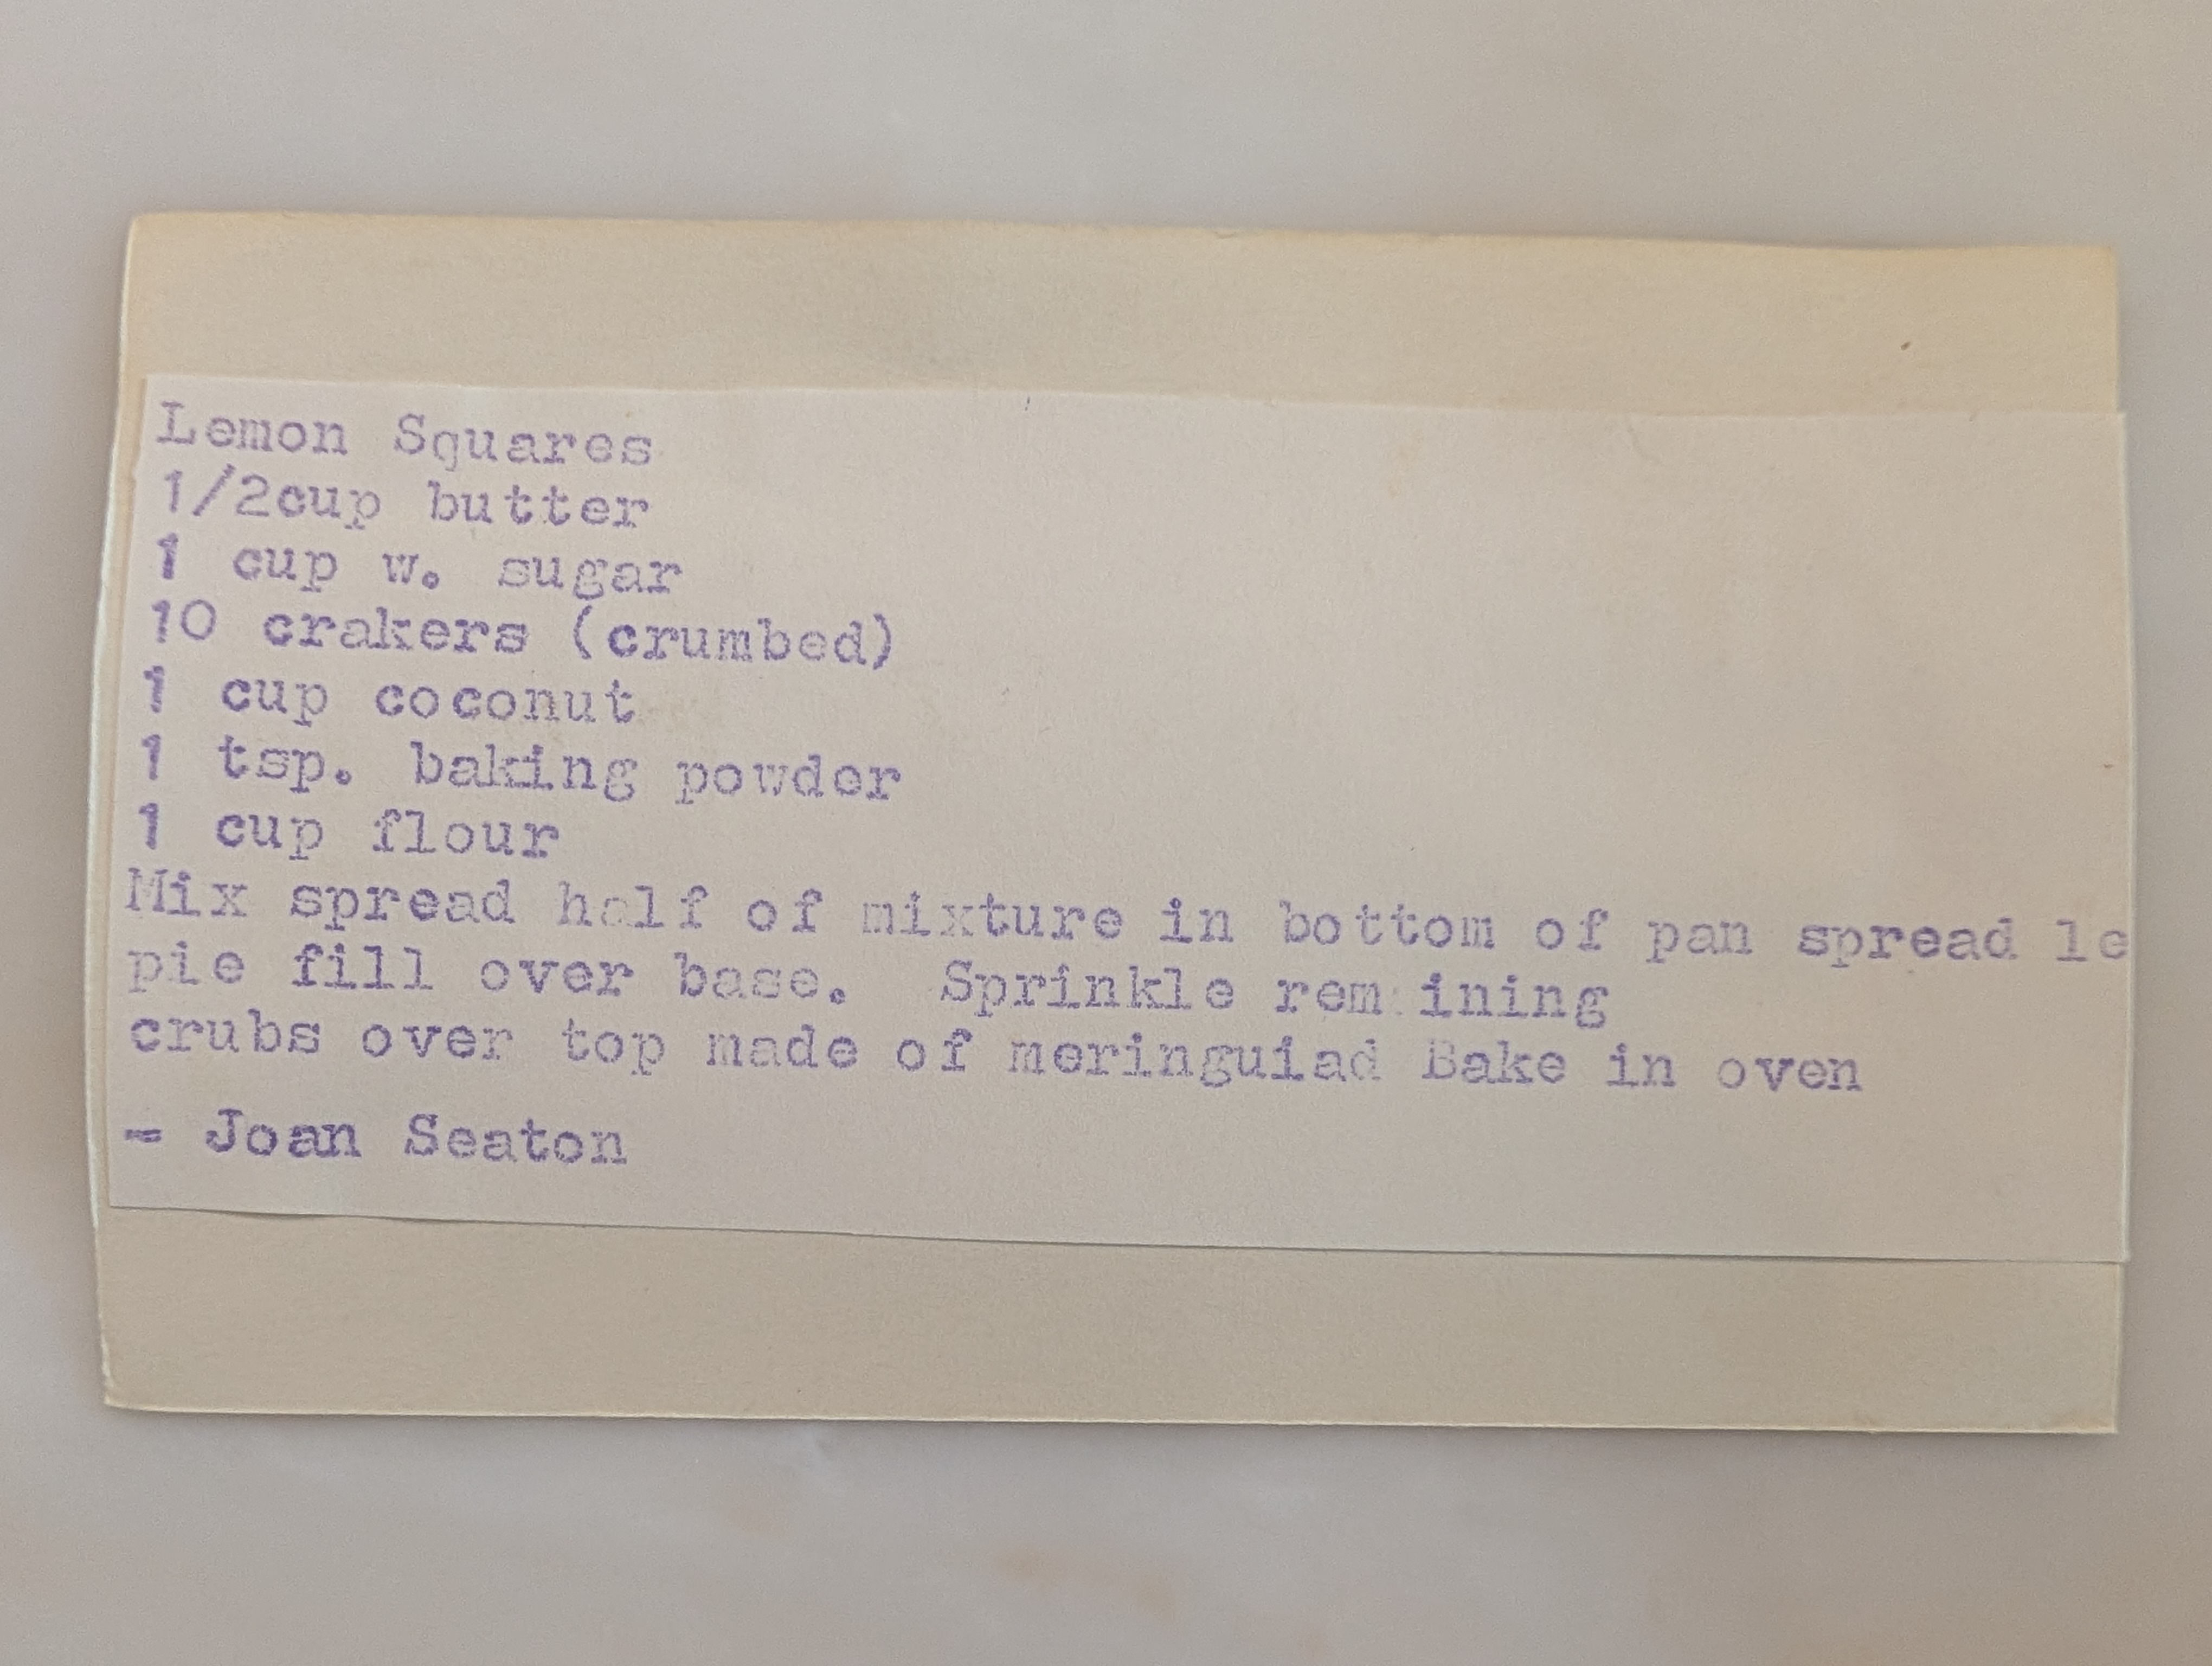 Lemon Squares
1/2cup butter
1 cup w. sugar
10 crakers (crumbed)
1 cup coconut
1 tsp. baking powder
1 cup flour
Mix spread half of mixture in bottom of pan spread le
pie fill over base. Sprinkle remaining
crubs over top made of meringuiad Bake in oven
- Joan Seaton